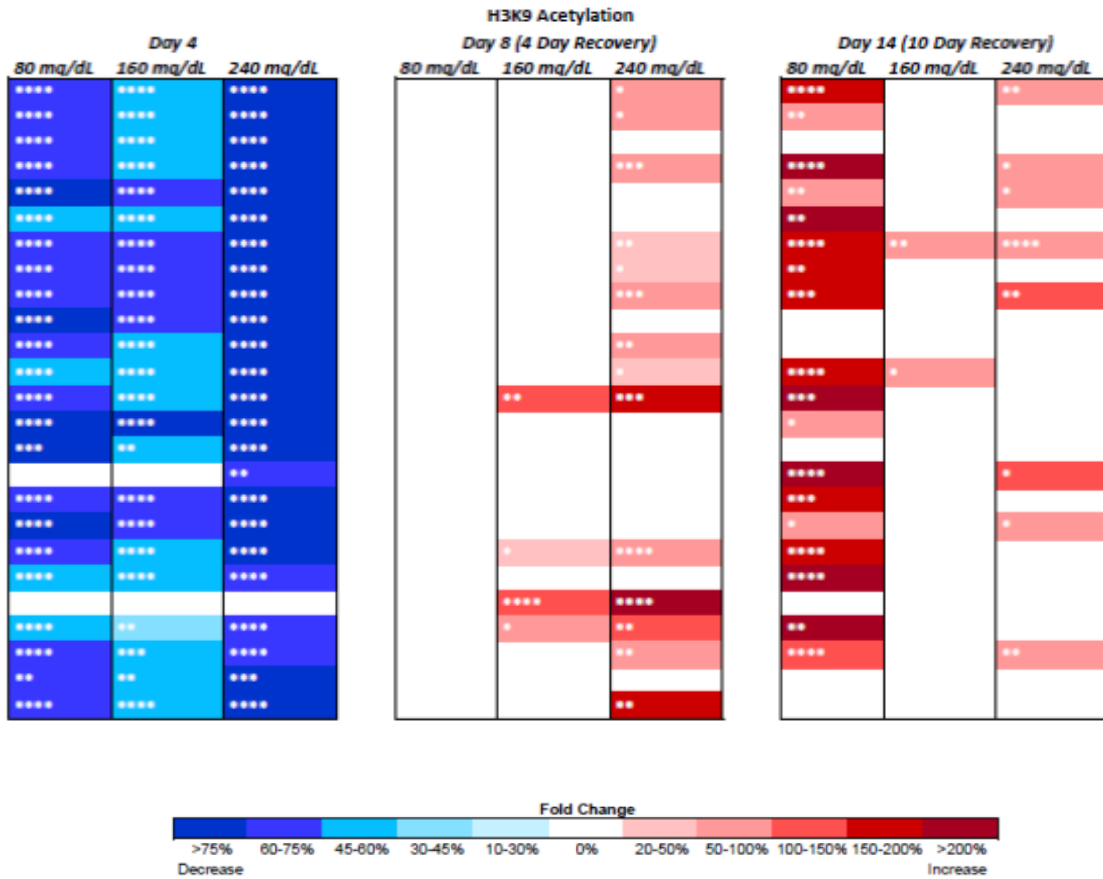 H3K9 Acetylation
Day 4 Day 8 (4 Day Recovery) Day 14 (10 Day Recovery)
80 mg/dL 160 mg/dL 240 mg/dL 80 mg/dL 160 mg/dL 240 mg/dL 80 mg/dL 160 mg/dL 240 mg/dL
**** **** **** * **** **
**** **** **** * **
**** **** ****
**** **** **** *** **** *
**** **** **** ** *
**** **** **** **
**** **** **** ** **** ** ****
**** **** **** * **
**** **** **** *** *** **
**** **** ****
**** **** **** **
**** **** **** * **** *
**** **** **** ** *** ***
**** **** **** *
*** ** ****
** **** *
**** **** **** ***
**** **** **** * *
**** **** **** * **** ****
**** **** **** ****
**** ****
**** ** **** * ** **
**** *** **** ** **** **
** ** ***
**** **** **** **
Fold Change
>75% 60-75% 45-60% 30-45% 10-30% 0% 20-50% 50-100% 100-150% 150-200% >200%
Decrease Increase